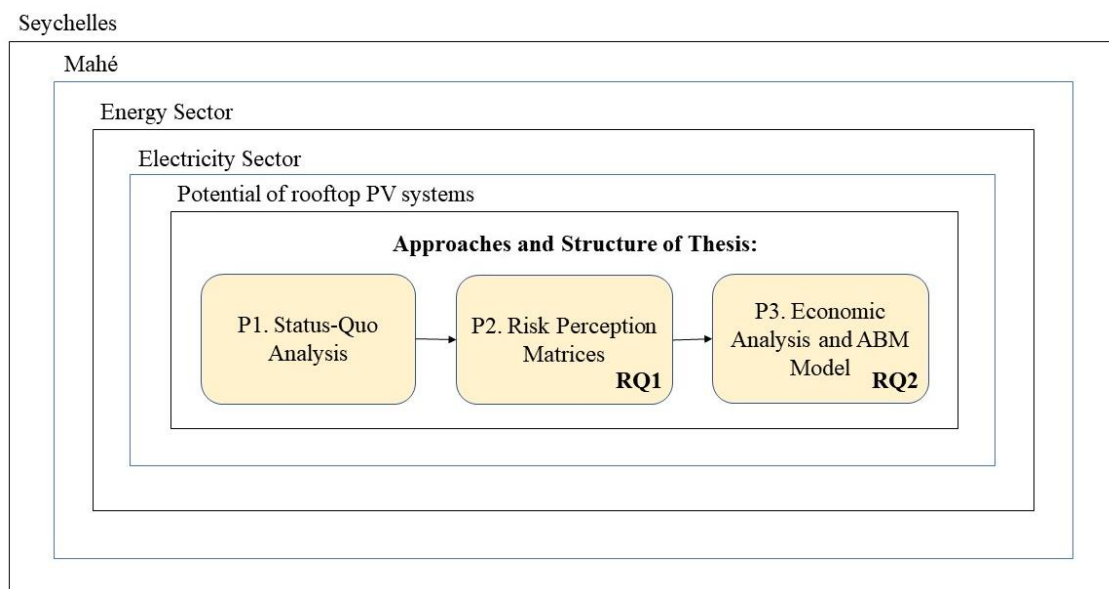 Seychelles
Mahé
Energy Sector
Electricity Sector
Potential of rooftop PV systems
Approaches and Structure of Thesis:
P1. Status-Quo
Analysis
P2. Risk Perception
Matrices
RQ1
P3. Economic
Analysis and ABM
Model
RQ2